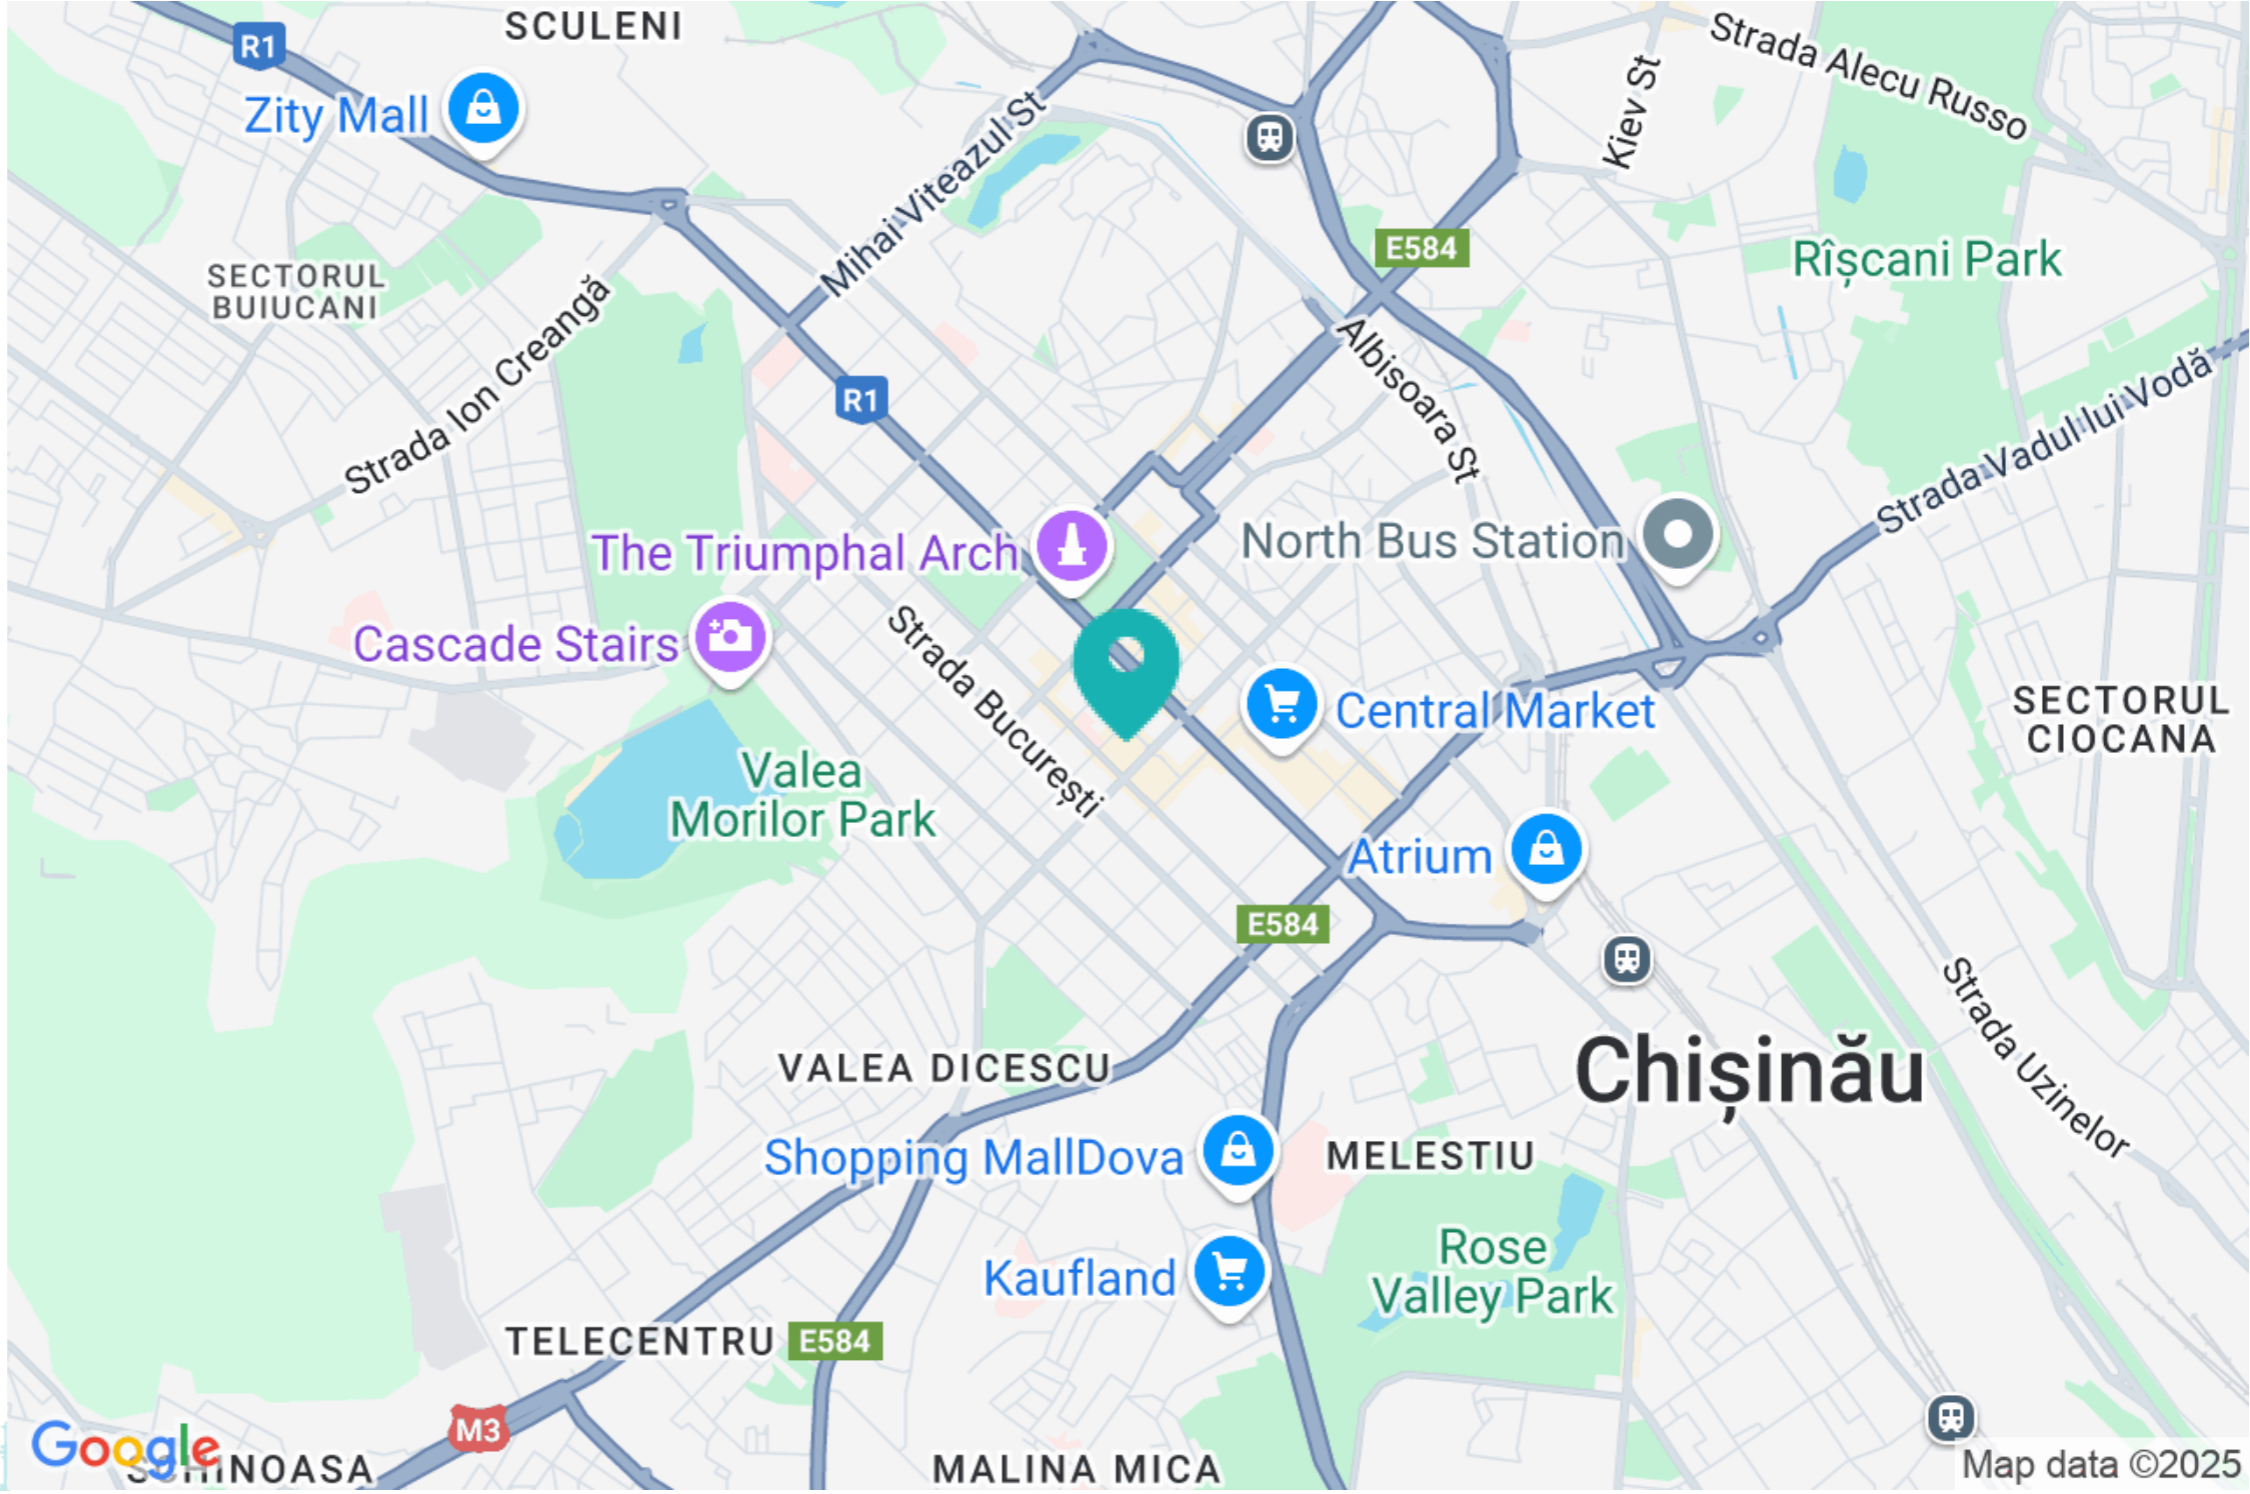 SCULENI
R1
Zity Mall
Strada Alecu Russo
Kiev St
Mihai Viteazul St
SECTORUL
BUIUCANI
E584
Rîșcani Park
Strada Ion Creangă
R1
Albisoara St
Strada Vadul lui Vodă
The Triumphal Arch
North Bus Station
Cascade Stairs
Strada București
Central Market
SECTORUL
CIOCANA
Valea
Morilor Park
Atrium
E584
Strada Uzinelor
Chișinău
VALEA DICESCU
Shopping MallDova
MELESTIU
Rose
Valley Park
Kaufland
TELECENTRU
E584
M3
Google
SCHINOASA
MALINA MICA
Map data ©2025